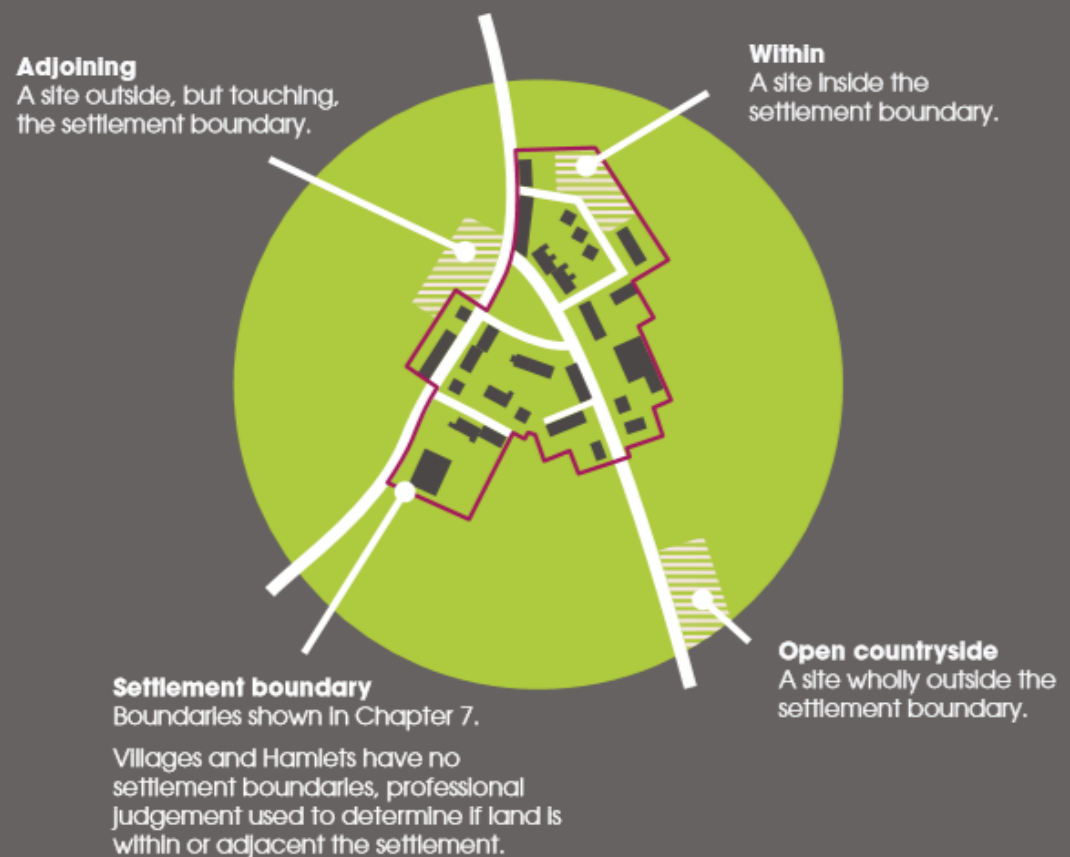 Adjoining
A site outside, but touching,
the settlement boundary.
Within
A site inside the
settlement boundary.
Open countryside
A site wholly outside the
settlement boundary.
Settlement boundary
Boundaries shown in Chapter 7.
Villages and Hamlets have no
settlement boundaries, professional
judgement used to determine if land is
within or adjacent the settlement.